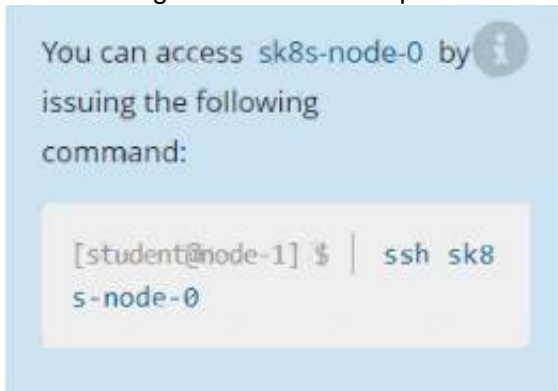 You can access sk8s-node-0 by
issuing the following
command:
[student@node-1] $ | ssh sk8
s-node-0